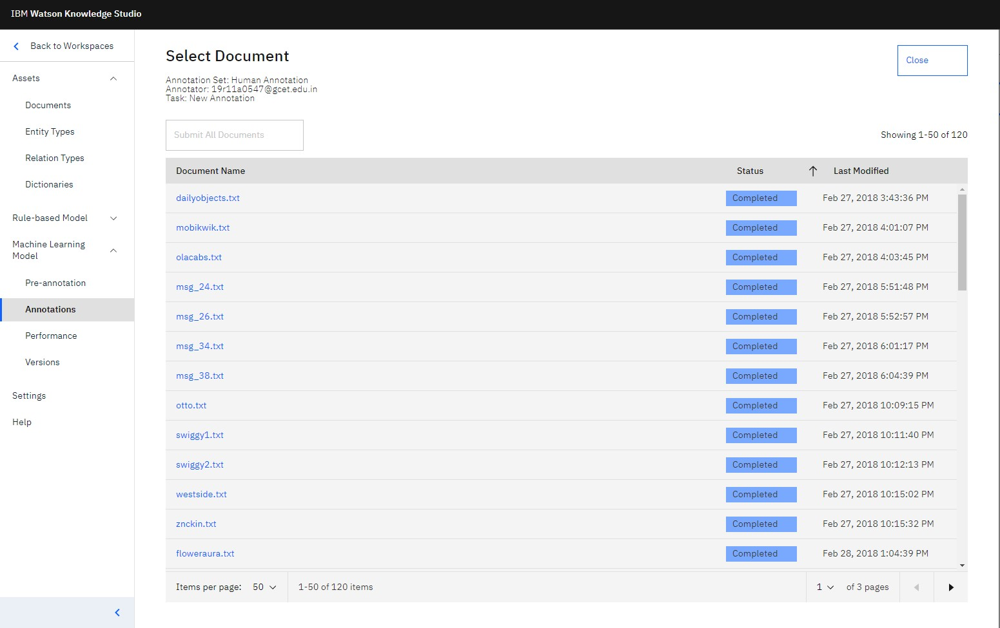 IBM Watson Knowledge Studio
Back to Workspaces
Assets
Documents
Entity Types
Relation Types
Dictionaries
Rule-based Model
Machine Learning
Model
Pre-annotation
Annotations
Performance
Versions
Settings
Help
Select Document
Close
Annotation Set: Human Annotation
Annotator: 19r11a0547@gcet.edu.in
Task: New Annotation
Submit All Documents
Showing 1-50 of 120
Document Name Status Last Modified
dailyobjects.txt Completed Feb 27, 2018 3:43:36 PM
mobikwik.txt Completed Feb 27, 2018 4:01:07 PM
olacabs.txt Completed Feb 27, 2018 4:03:45 PM
msg_24.txt Completed Feb 27, 2018 5:51:48 PM
msg_26.txt Completed Feb 27, 2018 5:52:57 PM
msg_34.txt Completed Feb 27, 2018 6:01:17 PM
msg_38.txt Completed Feb 27, 2018 6:04:39 PM
otto.txt Completed Feb 27, 2018 10:09:15 PM
swiggy1.txt Completed Feb 27, 2018 10:11:40 PM
swiggy2.txt Completed Feb 27, 2018 10:12:13 PM
westside.txt Completed Feb 27, 2018 10:15:02 PM
znckin.txt Completed Feb 27, 2018 10:15:32 PM
floweraura.txt Completed Feb 28, 2018 1:04:39 PM
Items per page: 50 1-50 of 120 items 1 of 3 pages